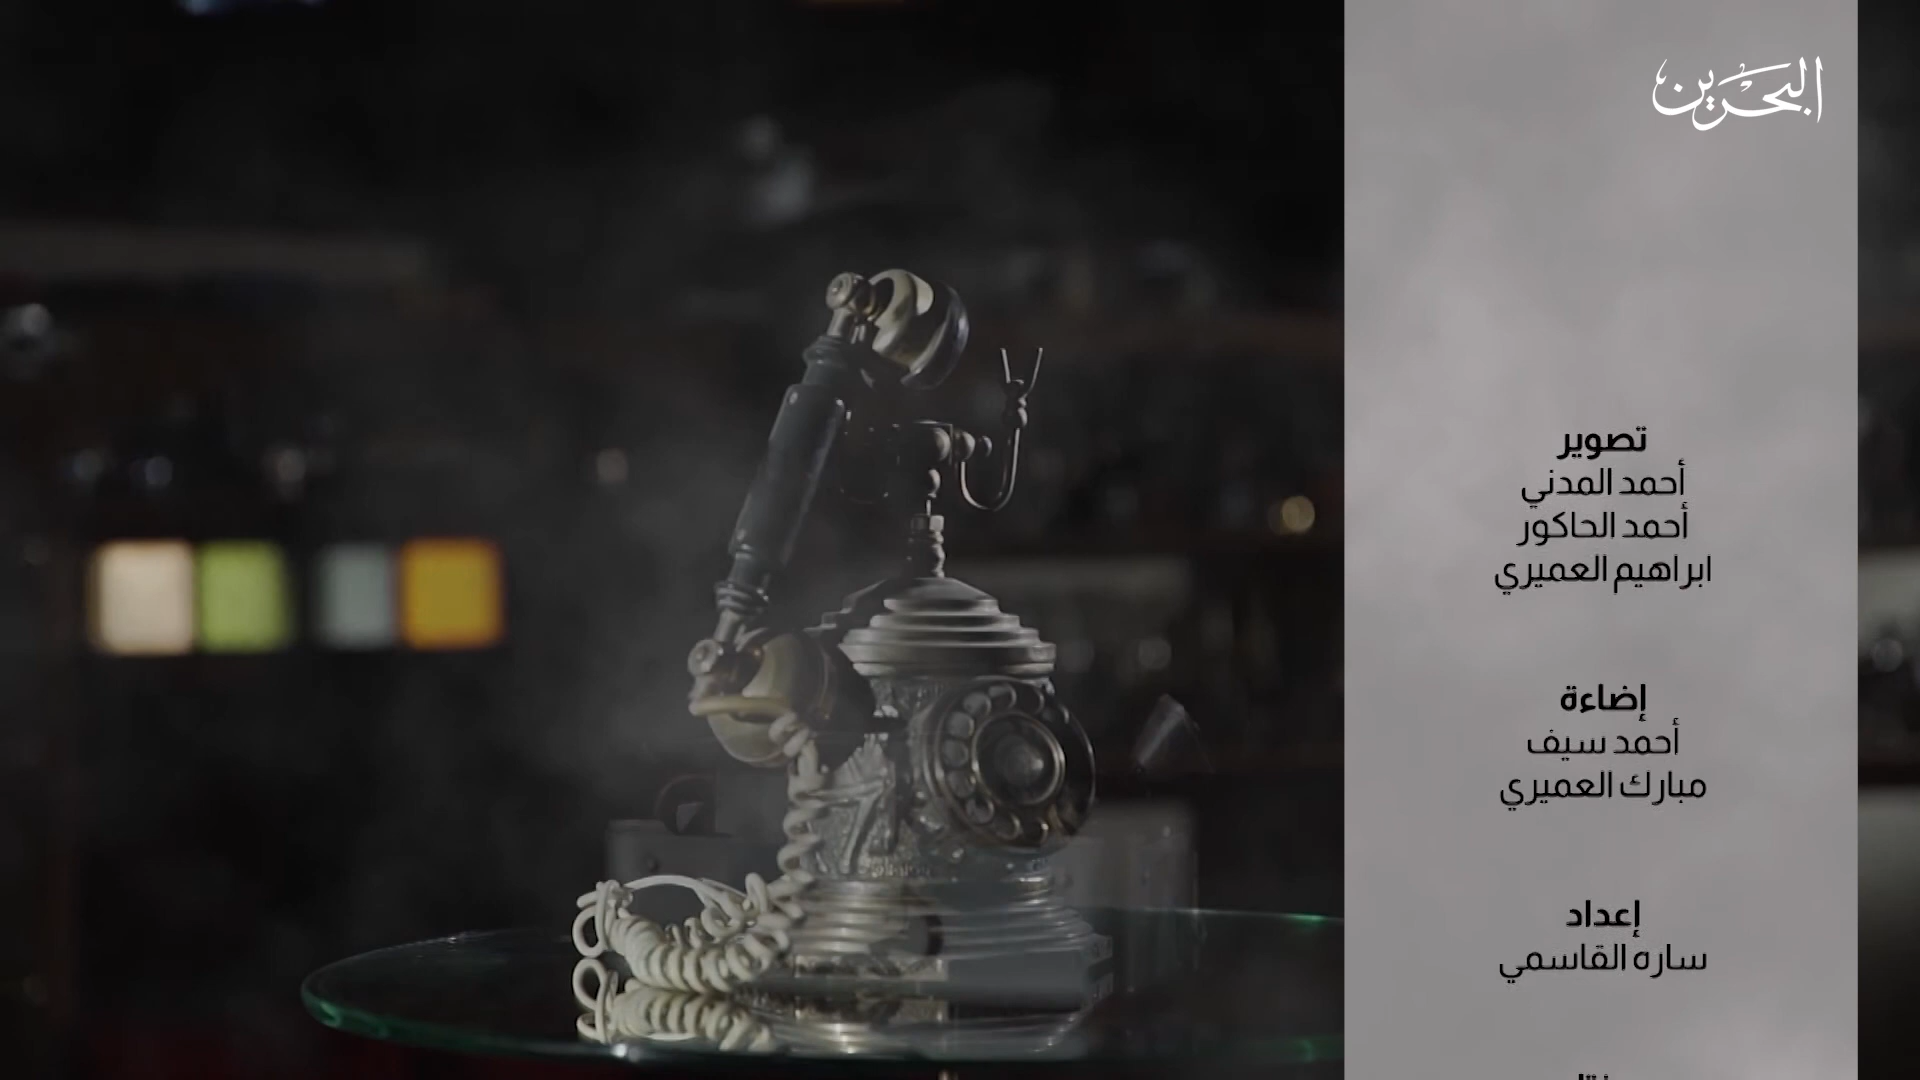 البحرين
تصوير
أحمد المدني
أحمد الحاكور
ابراهيم العميري
إضاءة
أحمد سيف
مبارك العميري
إعداد
ساره القاسمي